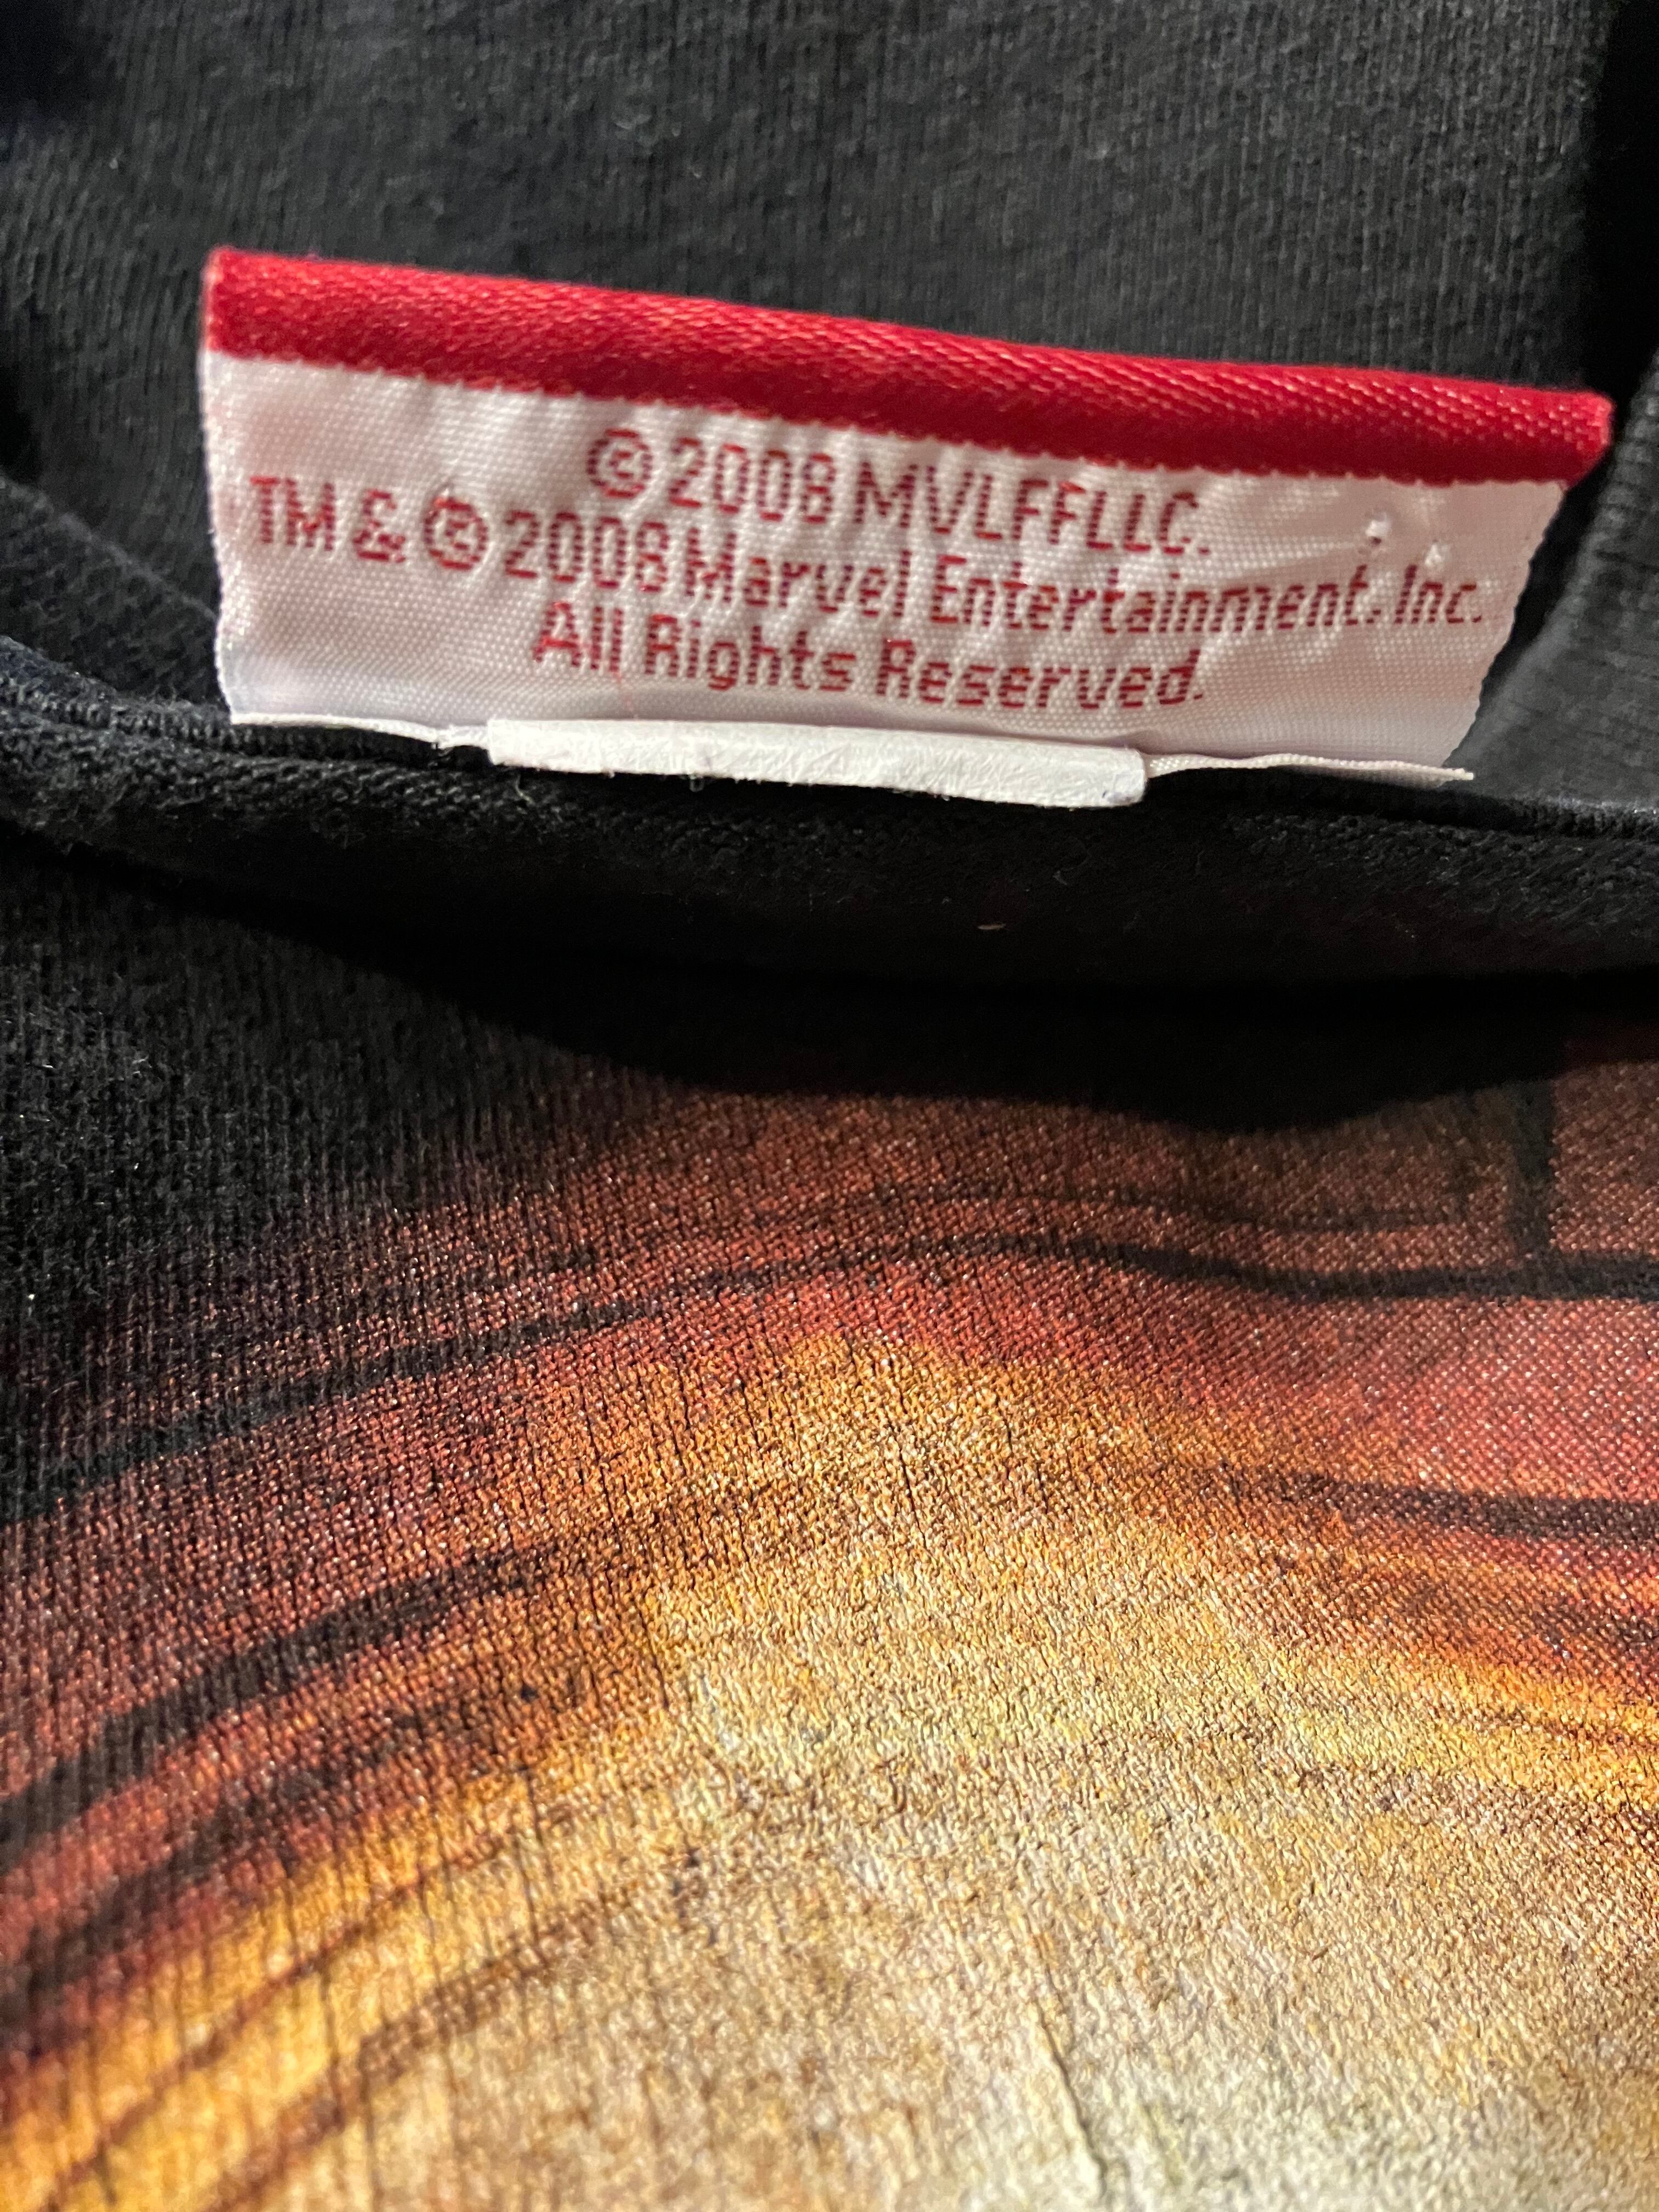 ©2008 MVLFFLLC.
TM & ©2008 Marvel Entertainment, Inc.
All Rights Reserved.